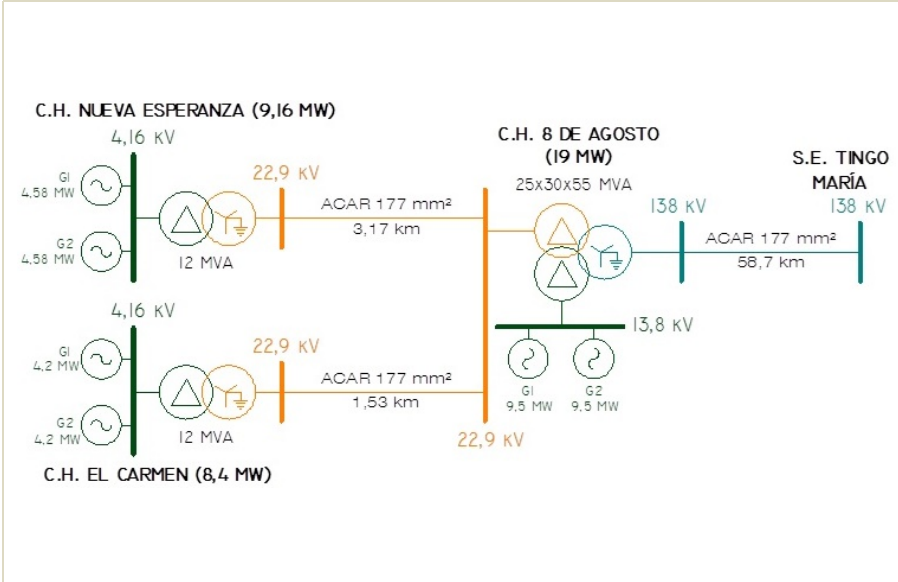 C.H. NUEVA ESPERANZA (9,16 MW)
4,16 KV
G1
4.58 MW
G2
4,58 MW
12 MVA
22,9 KV
ACAR 177 mm²
3,17 km
C.H. 8 DE AGOSTO
(19 MW)
25x30x55 MVA
138 KV
S.E. TINGO
MARÍA
138 KV
ACAR 177 mm²
58,7 km
13,8 KV
G1
9,5 MW
G2
9,5 MW
4,16 KV
G1
4.2 MW
G2
4,2 MW
12 MVA
22,9 KV
ACAR 177 mm²
1,53 km
22,9 KV
C.H. EL CARMEN (8,4 MW)